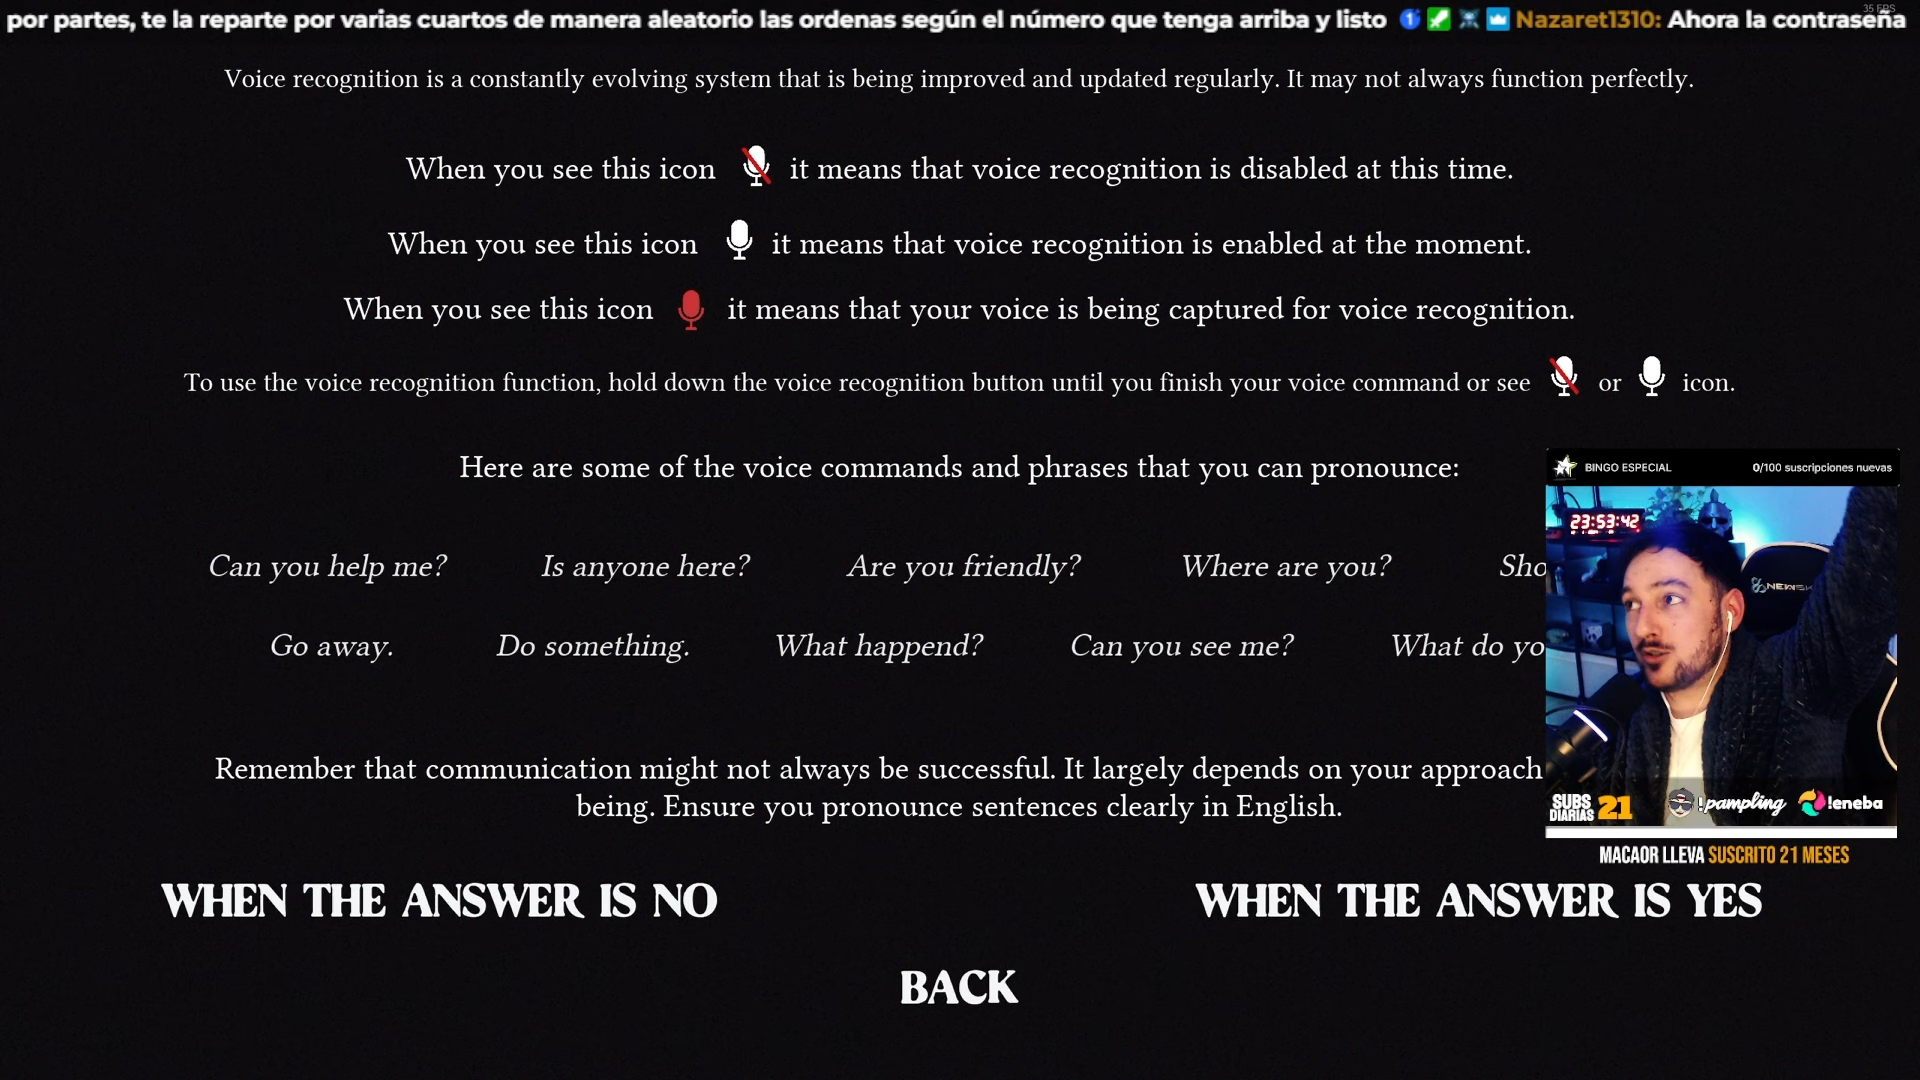 por partes, te la reparte por varias cuartos de manera aleatorio las ordenas según el número que tenga arriba y listo Nazaret1310: Ahora la contraseña
35 FPS
Voice recognition is a constantly evolving system that is being improved and updated regularly. It may not always function perfectly.
When you see this icon it means that voice recognition is disabled at this time.
When you see this icon it means that voice recognition is enabled at the moment.
When you see this icon it means that your voice is being captured for voice recognition.
To use the voice recognition function, hold down the voice recognition button until you finish your voice command or see or icon.
Here are some of the voice commands and phrases that you can pronounce:
BINGO ESPECIAL 0/100 suscripciones nuevas
23:53:42
Can you help me? Is anyone here? Are you friendly? Where are you? Sho
Go away. Do something. What happend? Can you see me? What do yo
Remember that communication might not always be successful. It largely depends on your approach
being. Ensure you pronounce sentences clearly in English.
SUBS DIARIAS 21 !pampling !eneba
MACAOR LLEVA SUSCRITO 21 MESES
WHEN THE ANSWER IS NO WHEN THE ANSWER IS YES
BACK